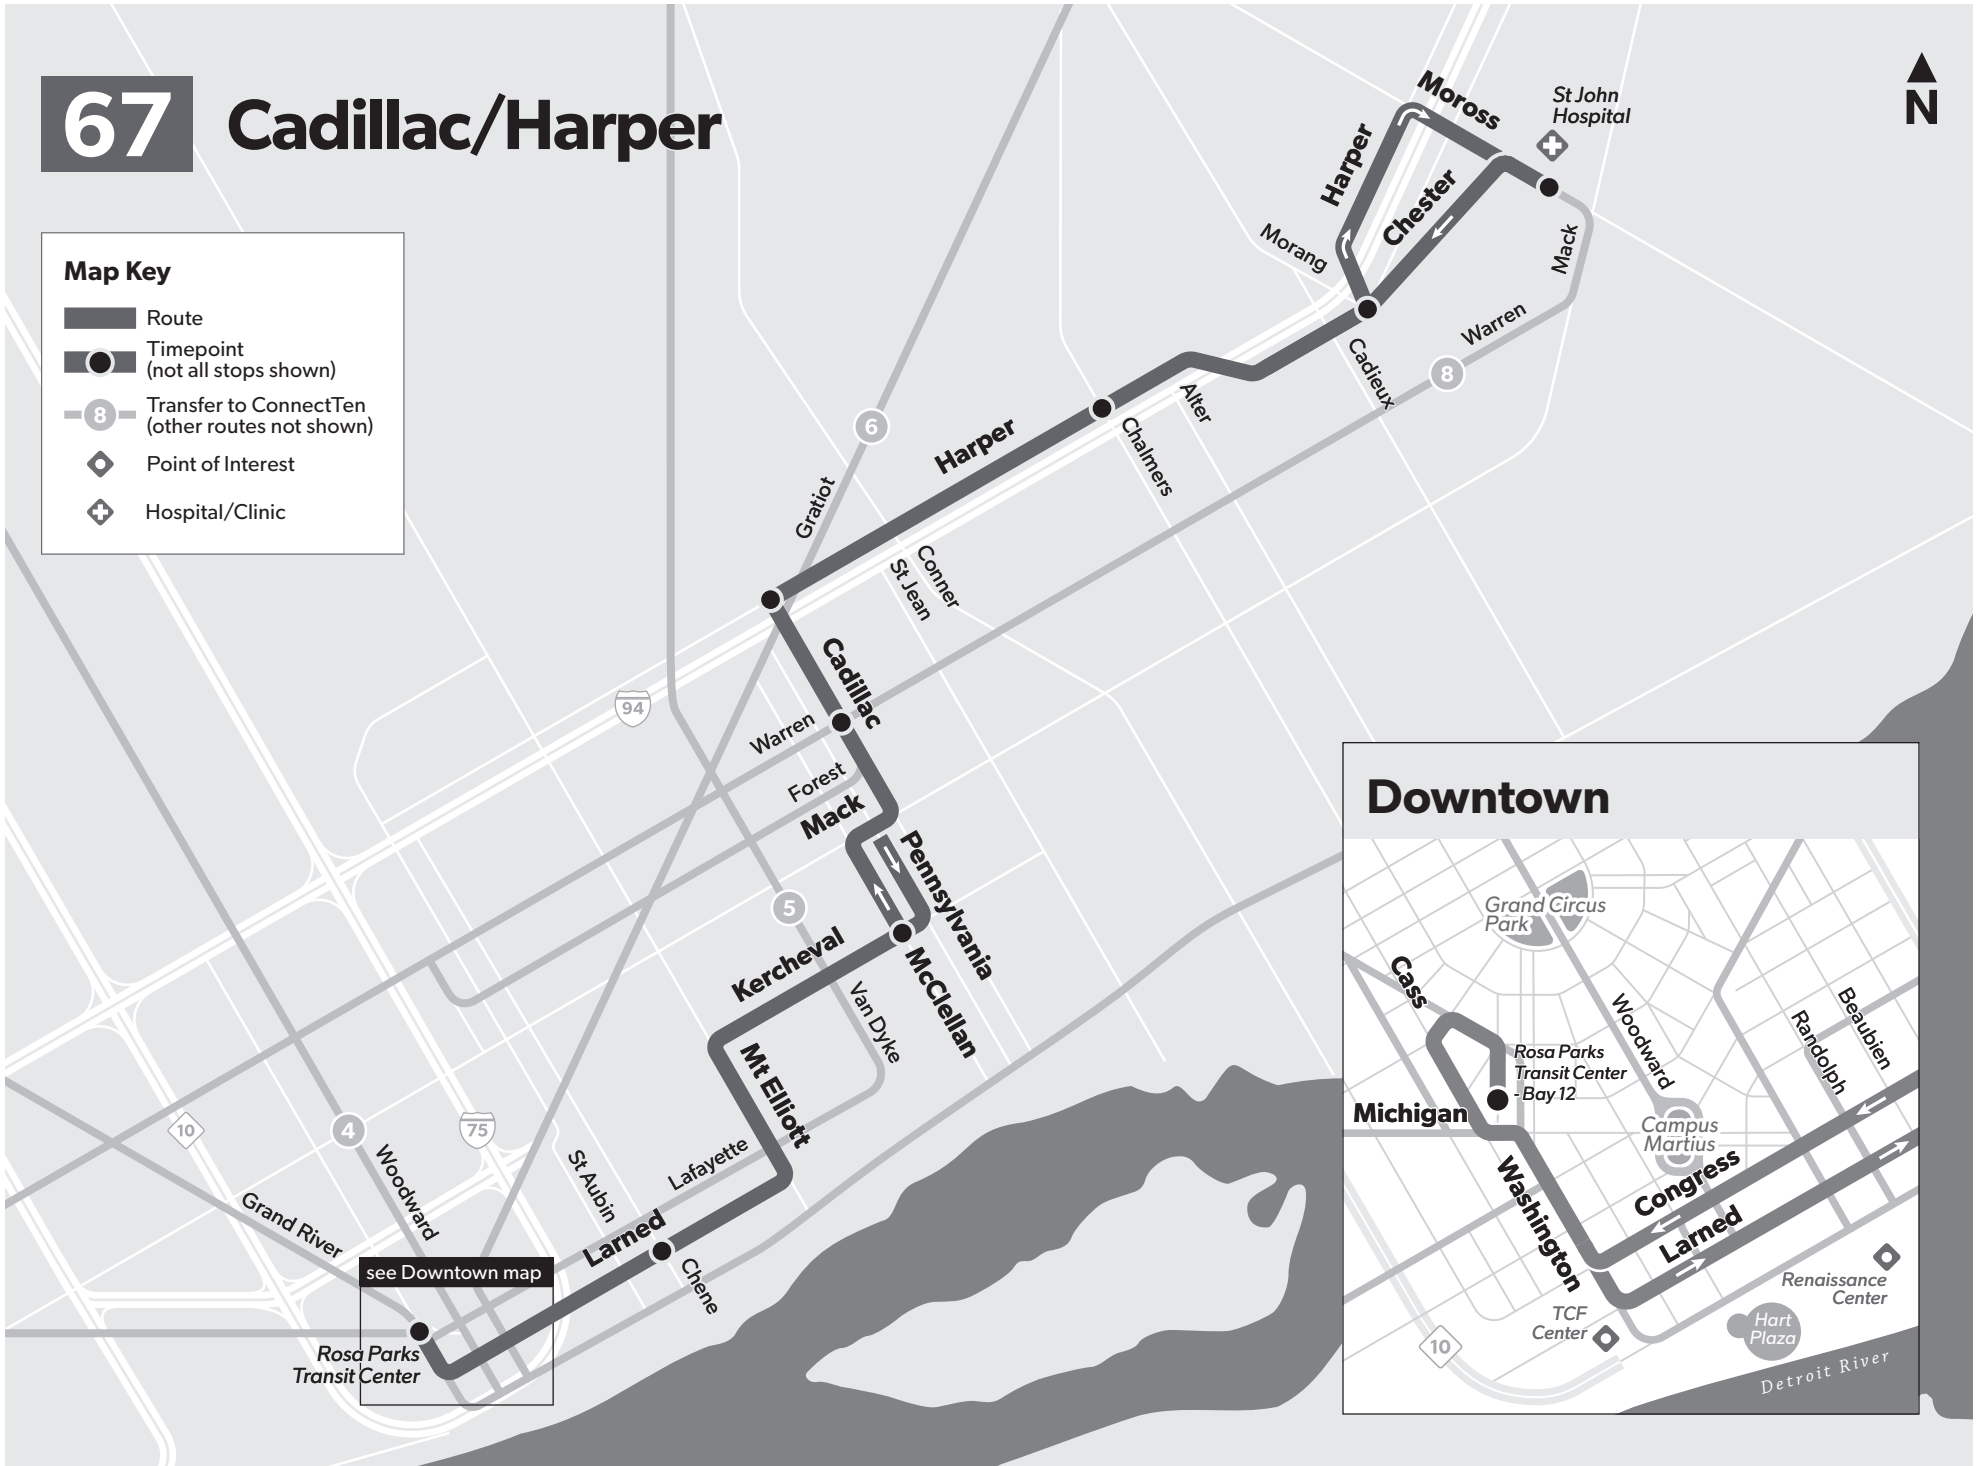 67 Cadillac/Harper
N
Map Key
Route
Timepoint
(not all stops shown)
8
Transfer to ConnectTen
(other routes not shown)
Point of Interest
Hospital/Clinic
Moross
St John
Hospital
Harper
Chester
Morang
Mack
Warren
8
Cadieux
Alter
Chalmers
Harper
6
Gratiot
Conner
St Jean
Cadillac
94
Warren
Forest
Mack
Pennsylvania
5
Kercheval
McClellan
Van Dyke
Mt Elliott
10
4
75
Woodward
St Aubin
Lafayette
Grand River
Larned
Chene
see Downtown map
Rosa Parks
Transit Center
Downtown
Grand Circus
Park
Cass
Woodward
Beaubien
Randolph
Rosa Parks
Transit Center
- Bay 12
Michigan
Campus
Martius
Washington
Congress
Larned
Renaissance
Center
TCF
Center
Hart
Plaza
10
Detroit River